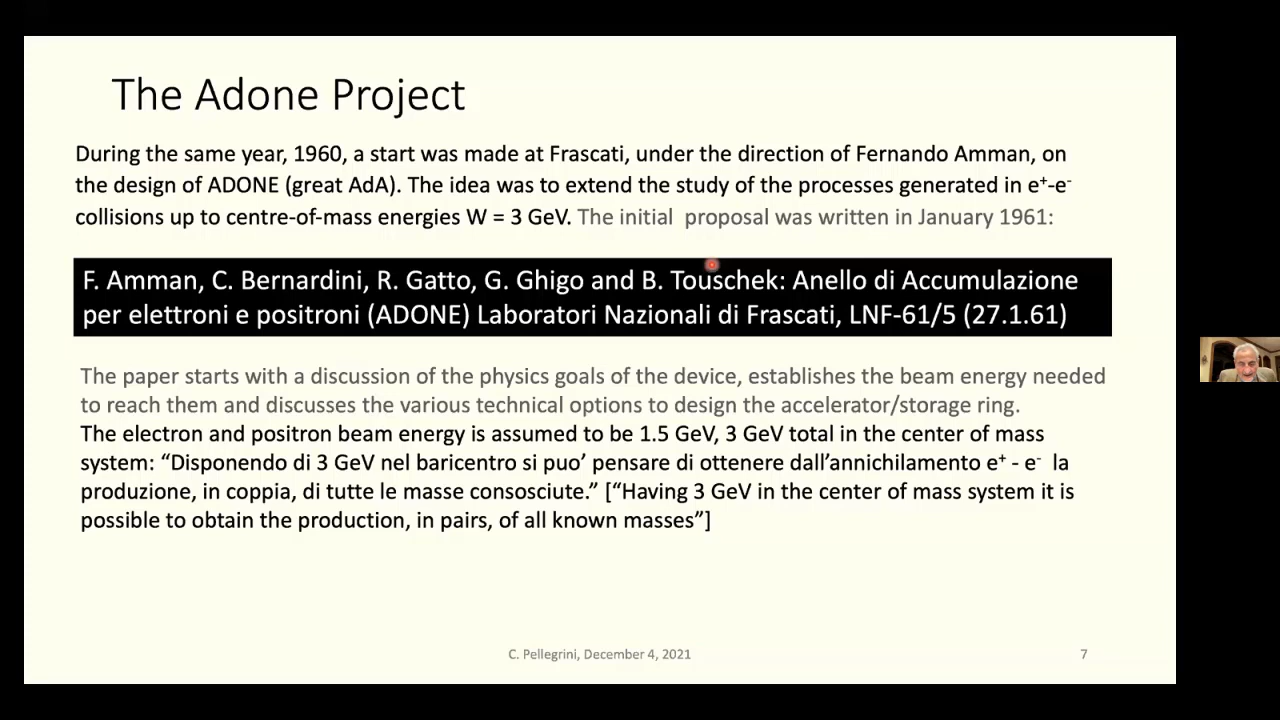 The Adone Project
During the same year, 1960, a start was made at Frascati, under the direction of Fernando Amman, on
the design of ADONE (great AdA). The idea was to extend the study of the processes generated in e⁺-e⁻
collisions up to centre-of-mass energies W = 3 GeV. The initial proposal was written in January 1961:
F. Amman, C. Bernardini, R. Gatto, G. Ghigo and B. Touschek: Anello di Accumulazione
per elettroni e positroni (ADONE) Laboratori Nazionali di Frascati, LNF-61/5 (27.1.61)
The paper starts with a discussion of the physics goals of the device, establishes the beam energy needed
to reach them and discusses the various technical options to design the accelerator/storage ring.
The electron and positron beam energy is assumed to be 1.5 GeV, 3 GeV total in the center of mass
system: “Disponendo di 3 GeV nel baricentro si puo’ pensare di ottenere dall’annichilamento e⁺ - e⁻ la
produzione, in coppia, di tutte le masse consosciute.” [“Having 3 GeV in the center of mass system it is
possible to obtain the production, in pairs, of all known masses”]
C. Pellegrini, December 4, 2021
7